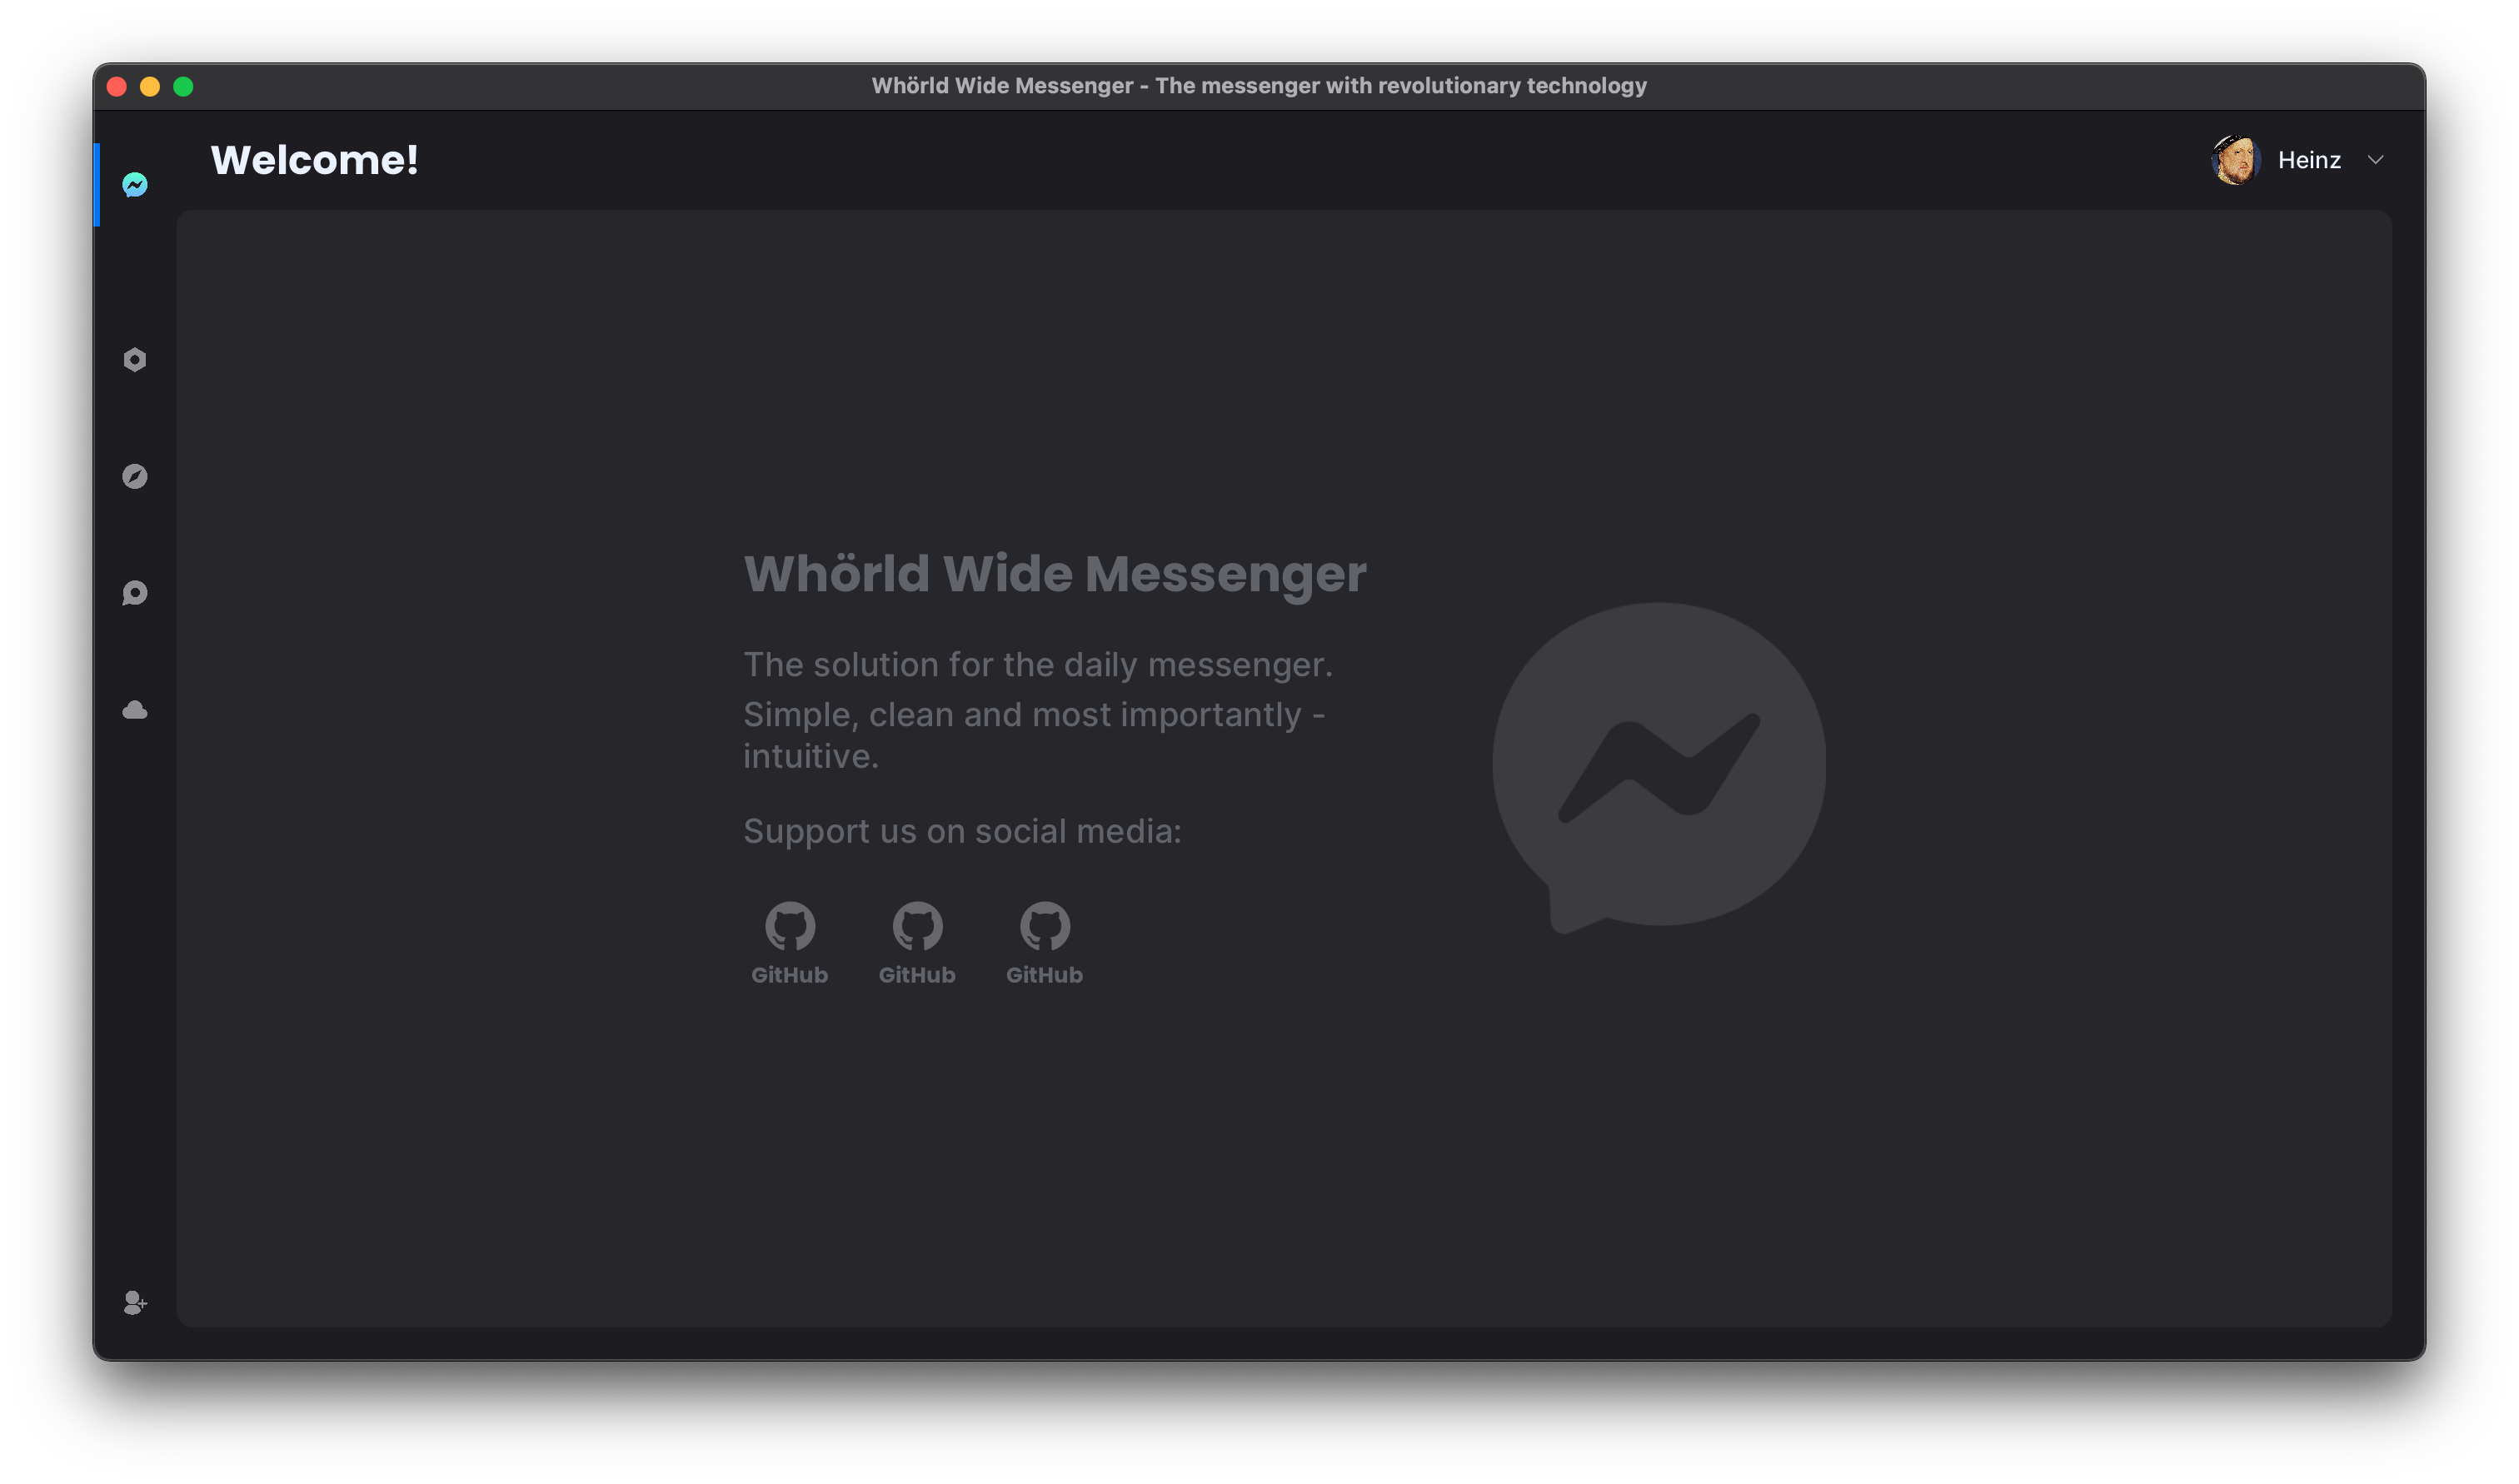 Whörld Wide Messenger - The messenger with revolutionary technology
Welcome!
Heinz
Whörld Wide Messenger
The solution for the daily messenger.
Simple, clean and most importantly -
intuitive.
Support us on social media:
GitHub GitHub GitHub